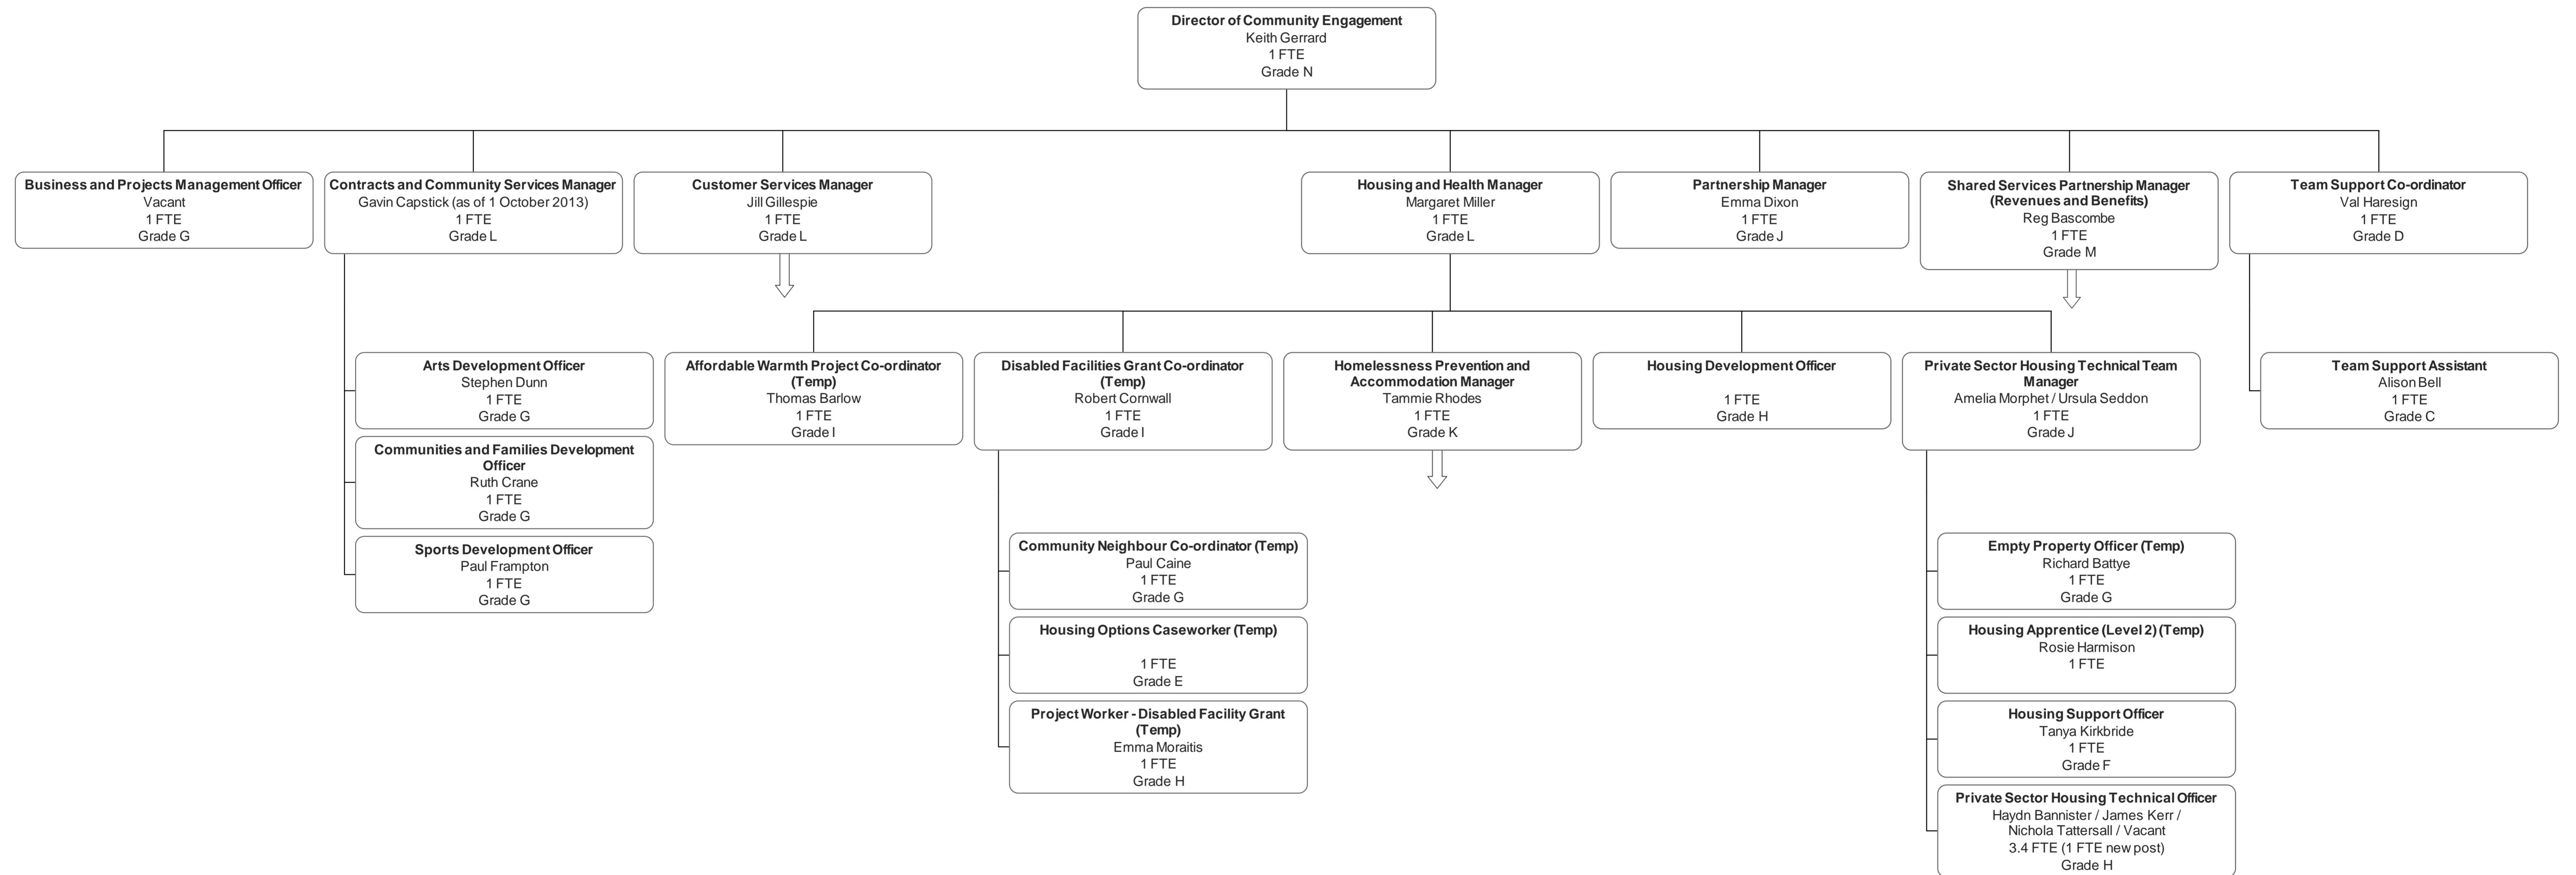 Director of Community Engagement
Keith Gerrard
1 FTE
Grade N
Business and Projects Management Officer
Vacant
1 FTE
Grade G
Contracts and Community Services Manager
Gavin Capstick (as of 1 October 2013)
1 FTE
Grade L
Customer Services Manager
Jill Gillespie
1 FTE
Grade L
Housing and Health Manager
Margaret Miller
1 FTE
Grade L
Partnership Manager
Emma Dixon
1 FTE
Grade J
Shared Services Partnership Manager
(Revenues and Benefits)
Reg Bascombe
1 FTE
Grade M
Team Support Co-ordinator
Val Haresign
1 FTE
Grade D
Arts Development Officer
Stephen Dunn
1 FTE
Grade G
Communities and Families Development
Officer
Ruth Crane
1 FTE
Grade G
Sports Development Officer
Paul Frampton
1 FTE
Grade G
Affordable Warmth Project Co-ordinator
(Temp)
Thomas Barlow
1 FTE
Grade I
Disabled Facilities Grant Co-ordinator
(Temp)
Robert Cornwall
1 FTE
Grade I
Homelessness Prevention and
Accommodation Manager
Tammie Rhodes
1 FTE
Grade K
Housing Development Officer
1 FTE
Grade H
Private Sector Housing Technical Team
Manager
Amelia Morphet / Ursula Seddon
1 FTE
Grade J
Team Support Assistant
Alison Bell
1 FTE
Grade C
Community Neighbour Co-ordinator (Temp)
Paul Caine
1 FTE
Grade G
Housing Options Caseworker (Temp)
1 FTE
Grade E
Project Worker - Disabled Facility Grant
(Temp)
Emma Moraitis
1 FTE
Grade H
Empty Property Officer (Temp)
Richard Battye
1 FTE
Grade G
Housing Apprentice (Level 2) (Temp)
Rosie Harmison
1 FTE
Housing Support Officer
Tanya Kirkbride
1 FTE
Grade F
Private Sector Housing Technical Officer
Haydn Bannister / James Kerr /
Nichola Tattersall / Vacant
3.4 FTE (1 FTE new post)
Grade H